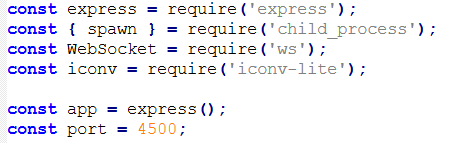 const express = require('express');
const { spawn } = require('child_process');
const WebSocket = require('ws');
const iconv = require('iconv-lite');
const app = express();
const port = 4500;